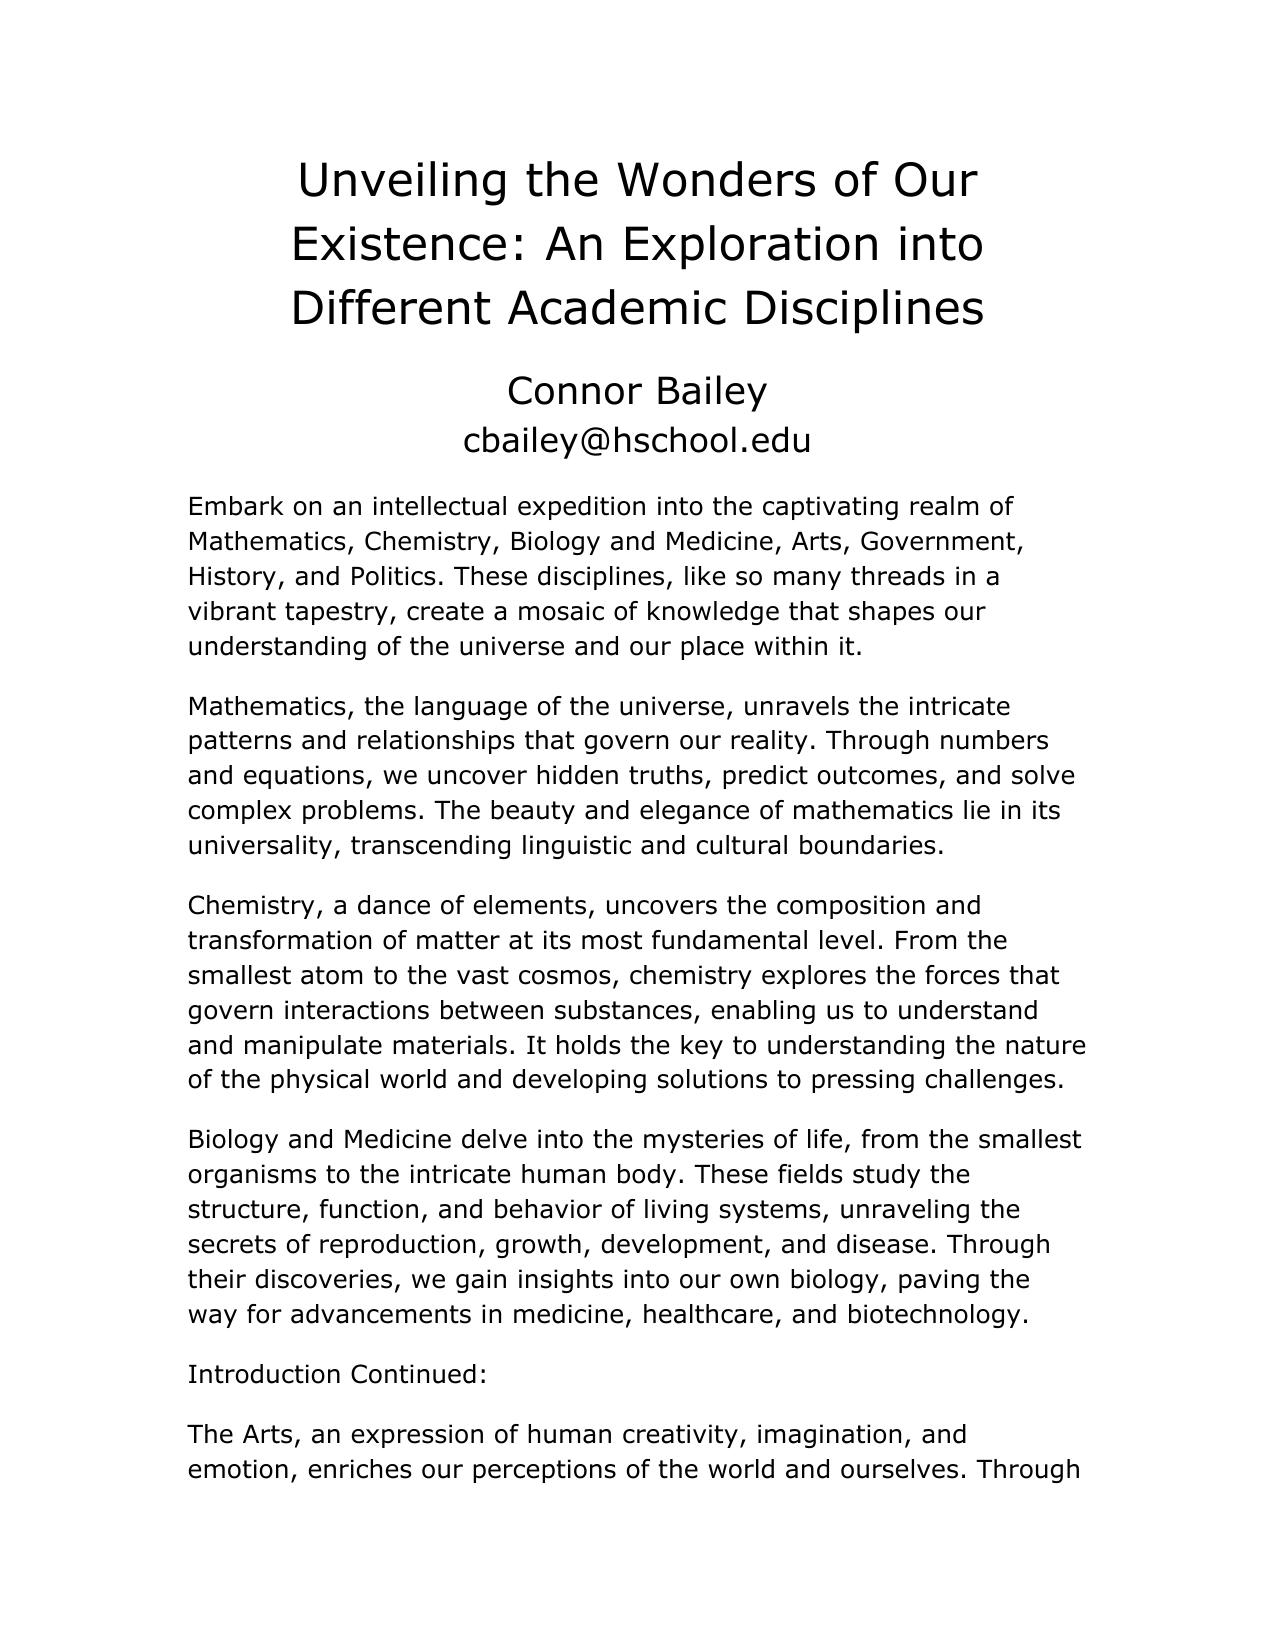 Unveiling the Wonders of Our
Existence: An Exploration into
Different Academic Disciplines
Connor Bailey
cbailey@hschool.edu
Embark on an intellectual expedition into the captivating realm of
Mathematics, Chemistry, Biology and Medicine, Arts, Government,
History, and Politics. These disciplines, like so many threads in a
vibrant tapestry, create a mosaic of knowledge that shapes our
understanding of the universe and our place within it.
Mathematics, the language of the universe, unravels the intricate
patterns and relationships that govern our reality. Through numbers
and equations, we uncover hidden truths, predict outcomes, and solve
complex problems. The beauty and elegance of mathematics lie in its
universality, transcending linguistic and cultural boundaries.
Chemistry, a dance of elements, uncovers the composition and
transformation of matter at its most fundamental level. From the
smallest atom to the vast cosmos, chemistry explores the forces that
govern interactions between substances, enabling us to understand
and manipulate materials. It holds the key to understanding the nature
of the physical world and developing solutions to pressing challenges.
Biology and Medicine delve into the mysteries of life, from the smallest
organisms to the intricate human body. These fields study the
structure, function, and behavior of living systems, unraveling the
secrets of reproduction, growth, development, and disease. Through
their discoveries, we gain insights into our own biology, paving the
way for advancements in medicine, healthcare, and biotechnology.
Introduction Continued:
The Arts, an expression of human creativity, imagination, and
emotion, enriches our perceptions of the world and ourselves. Through